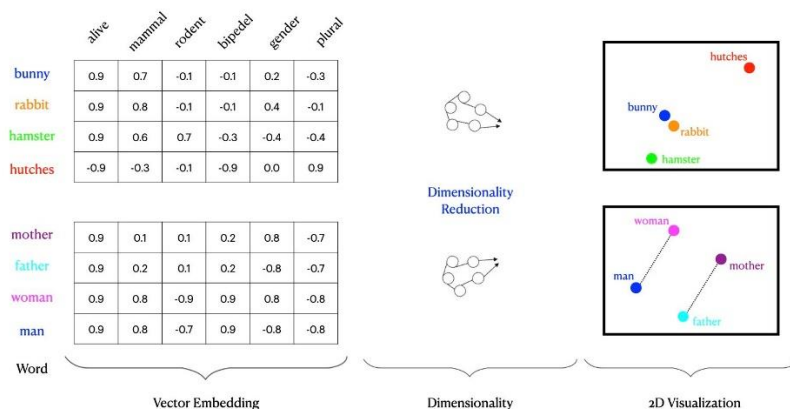 alive mammal rodent bipedel gender plural
bunny 0.9 0.7 -0.1 -0.1 0.2 -0.3
rabbit 0.9 0.8 -0.1 -0.1 0.4 -0.1
hamster 0.9 0.6 0.7 -0.3 -0.4 -0.4
hutches -0.9 -0.3 -0.1 -0.9 0.0 0.9
mother 0.9 0.1 0.1 0.2 0.8 -0.7
father 0.9 0.2 0.1 0.2 -0.8 -0.7
woman 0.9 0.8 -0.9 0.9 0.8 -0.8
man 0.9 0.8 -0.7 0.9 -0.8 -0.8
Word
Vector Embedding
Dimensionality
Reduction
Dimensionality
hutches
bunny
rabbit
hamster
woman
mother
man
father
2D Visualization